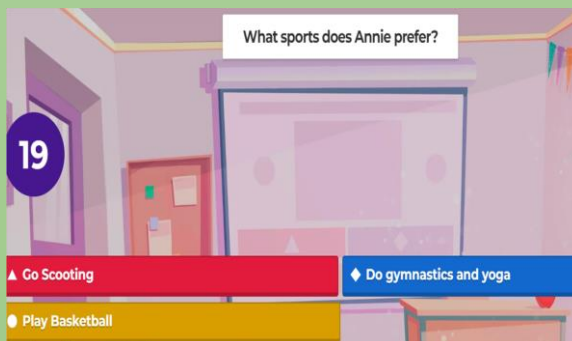 What sports does Annie prefer?
19
Go Scooting
Do gymnastics and yoga
Play Basketball